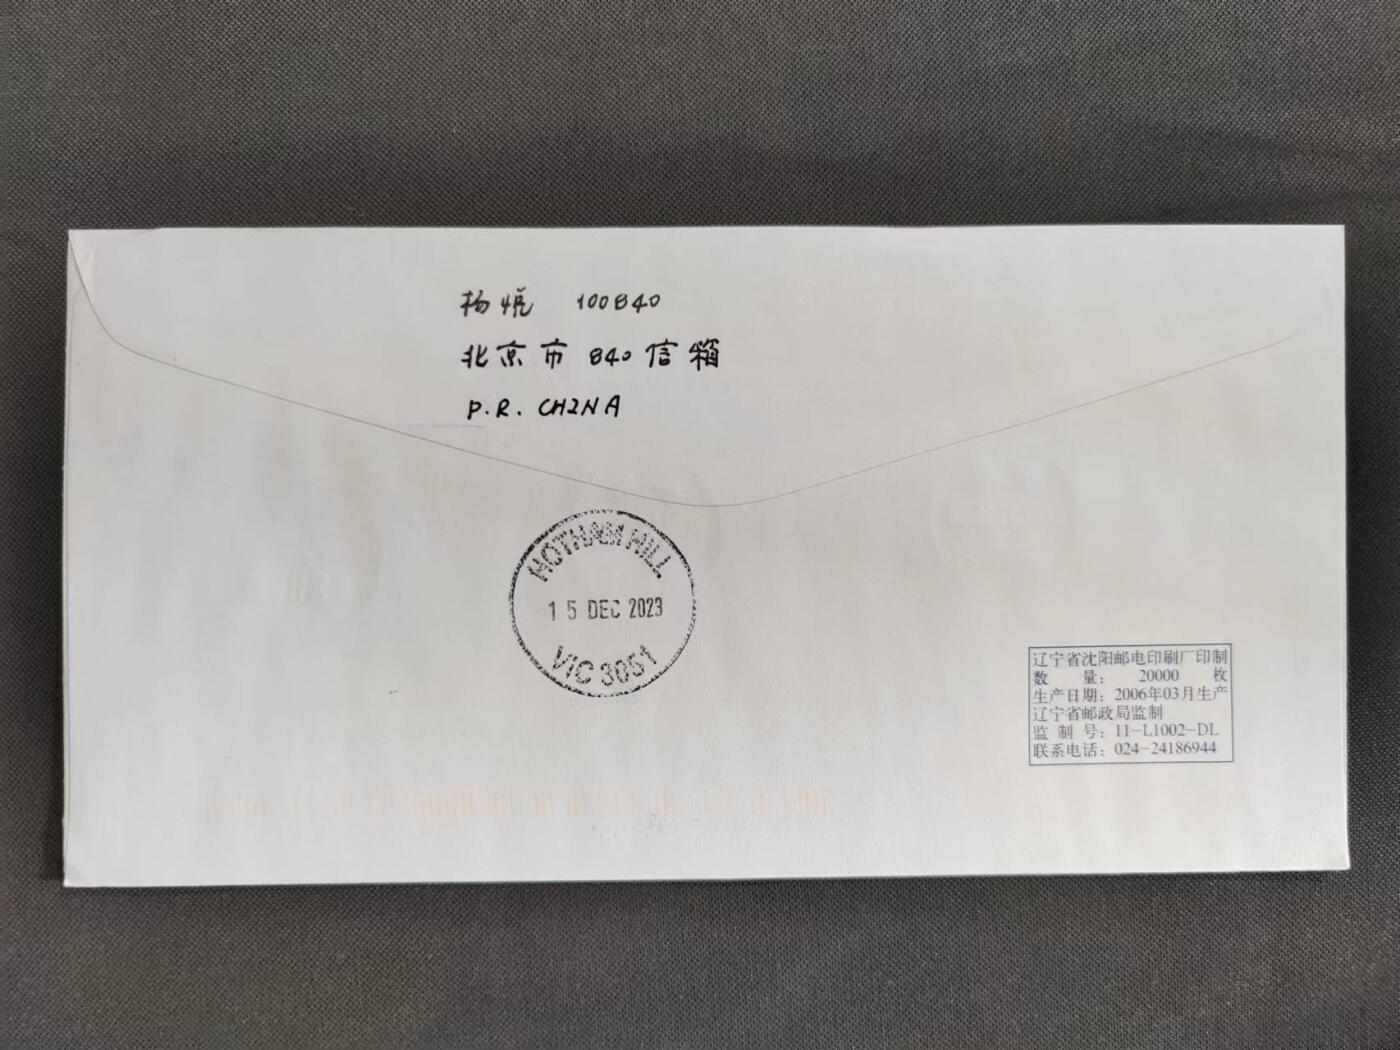 杨悦 100840
北京市 840信箱
P.R. CHINA
HOTHAM HILL
15 DEC 2023
VIC 3051
辽宁省沈阳邮电印刷厂印制
数 量: 20000 枚
生产日期: 2006年03月生产
辽宁省邮政局监制
监 制 号: 11-L1002-DL
联系电话: 024-24186944